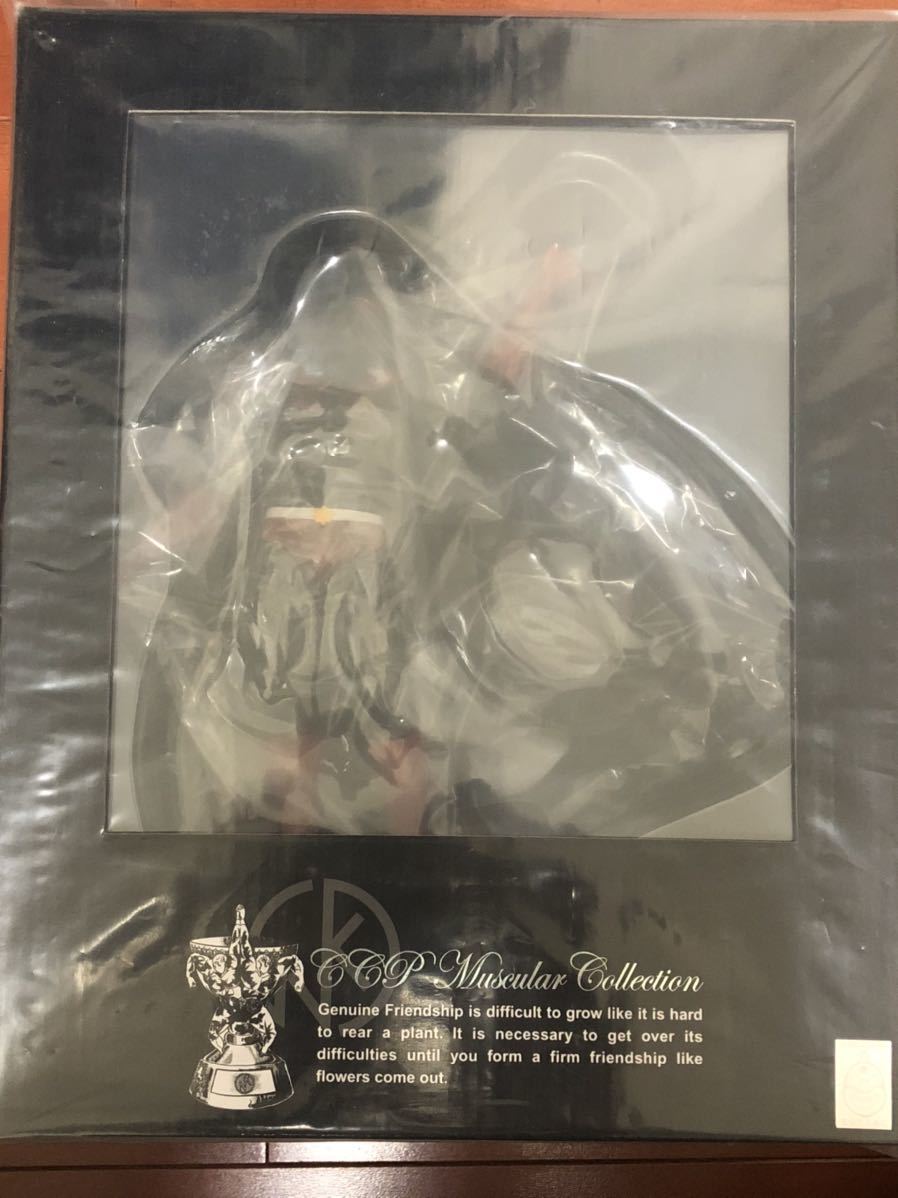 CCP Muscular Collection
Genuine Friendship is difficult to grow like it is hard
to rear a plant. It is necessary to get over its
difficulties until you form a firm friendship like
flowers come out.